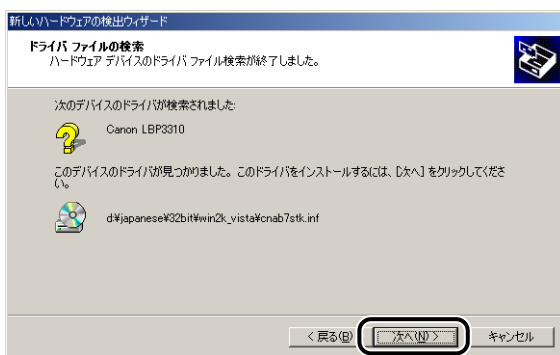 新しいハードウェアの検出ウィザード
ドライバ ファイルの検索
ハードウェア デバイスのドライバ ファイル検索が終了しました。
次のデバイスのドライバが検索されました:
Canon LBP3310
このデバイスのドライバが見つかりました。このドライバをインストールするには、[次へ] をクリックしてくださ
い。
d:¥japanese¥32bit¥win2k_vista¥cnab7stk.inf
< 戻る(B)
次へ(N) >
キャンセル